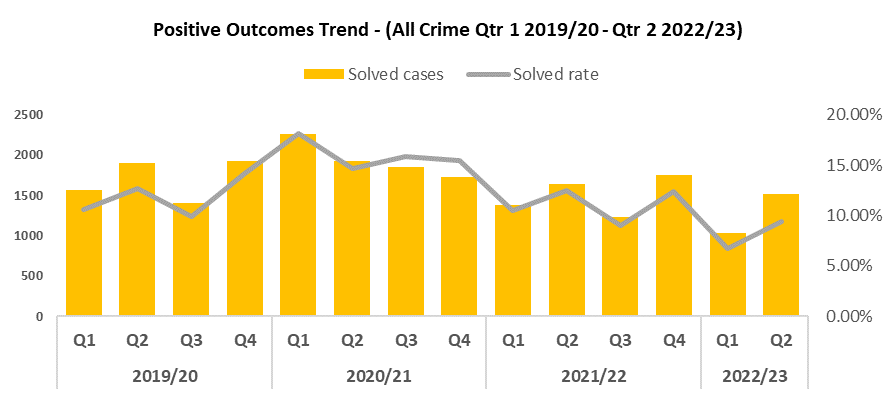 Positive Outcomes Trend - (All Crime Qtr 1 2019/20 - Qtr 2 2022/23)
Solved cases Solved rate
2500 20.00%
2000 15.00%
1500 10.00%
1000 5.00%
500 0.00%
0
Q1 Q2 Q3 Q4 Q1 Q2 Q3 Q4 Q1 Q2 Q3 Q4 Q1 Q2
2019/20 2020/21 2021/22 2022/23